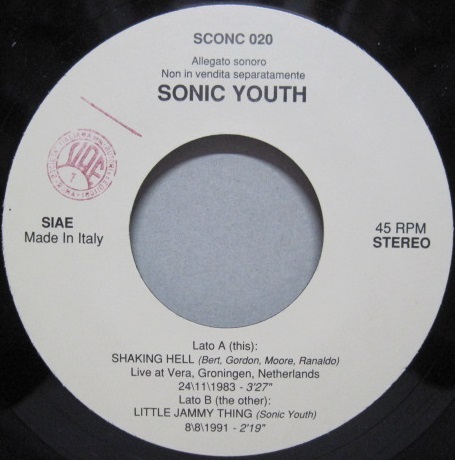 SCONC 020
Allegato sonoro
Non in vendita separatamente
SONIC YOUTH
SIAE
Made In Italy
45 RPM
STEREO
Lato A (this):
SHAKING HELL (Bert, Gordon, Moore, Ranaldo)
Live at Vera, Groningen, Netherlands
24\11\1983 - 3'27"
Lato B (the other):
LITTLE JAMMY THING (Sonic Youth)
8\8\1991 - 2'19"